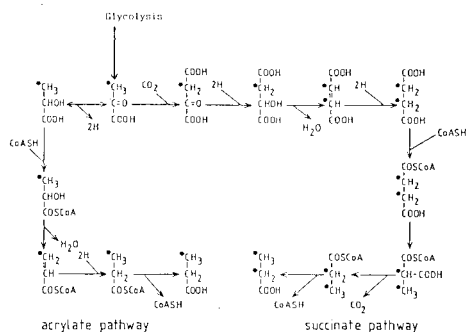 Glycolysis
COOH COOH COOH COOH
•CH3 •CH3 CO2 •CH2 2H •CH2 •CH 2H •CH2
CHOH C=O C=O CHOH •CH •CH2
COOH 2H COOH COOH COOH H2O COOH COOH
CoASH CoASH
•CH3 COSCoA
CHOH •CH2
COSCoA •CH2
COOH
H2O
•CH2 2H •CH3 •CH3 •CH3 COSCoA COSCoA
CH CH2 CH2 CH2 •CH2 •CH-COOH
COSCoA COSCoA COOH COOH •CH3 •CH3
CoASH CoASH CO2
acrylate pathway succinate pathway